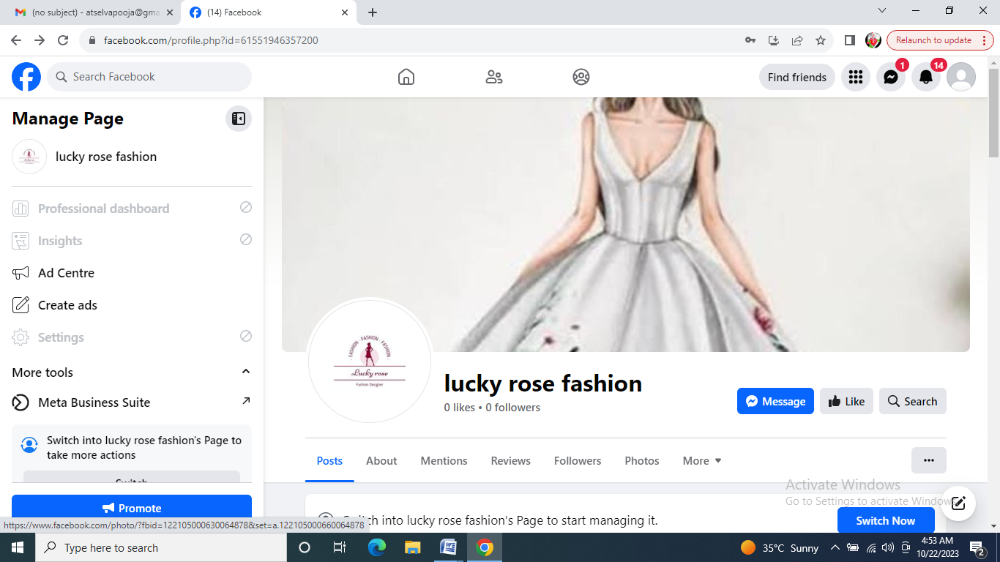 (no subject) - atselvapooja@gma
(14) Facebook
facebook.com/profile.php?id=61551946357200
Relaunch to update
Search Facebook
Find friends
1
14
Manage Page
lucky rose fashion
Professional dashboard
Insights
Ad Centre
Create ads
Settings
More tools
Meta Business Suite
Switch into lucky rose fashion's Page to
take more actions
Switch
Promote
https://www.facebook.com/photo/?fbid=122105000630064878&set=a.122105000660064878
FASHION · FASHION · FASHION
Lucky rose
Fashion Designer
lucky rose fashion
0 likes • 0 followers
Message
Like
Search
Posts
About
Mentions
Reviews
Followers
Photos
More
Activate Windows
Go to Settings to activate Windows.
Switch into lucky rose fashion's Page to start managing it.
Switch Now
Type here to search
35°C Sunny
4:53 AM
10/22/2023
2